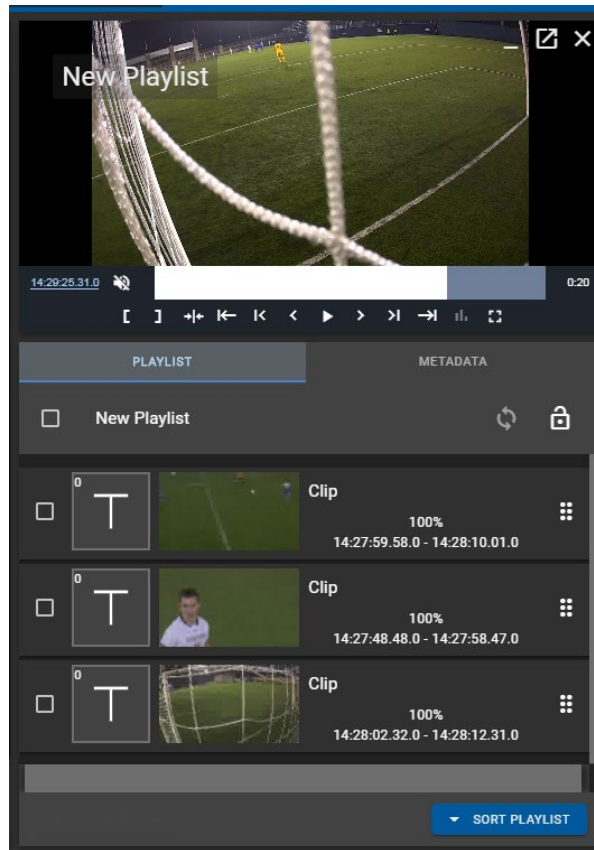 New Playlist
14:29:25.31.0
0:20
PLAYLIST
METADATA
New Playlist
0
T
Clip
100%
14:27:59.58.0 - 14:28:10.01.0
0
T
Clip
100%
14:27:48.48.0 - 14:27:58.47.0
0
T
Clip
100%
14:28:02.32.0 - 14:28:12.31.0
SORT PLAYLIST